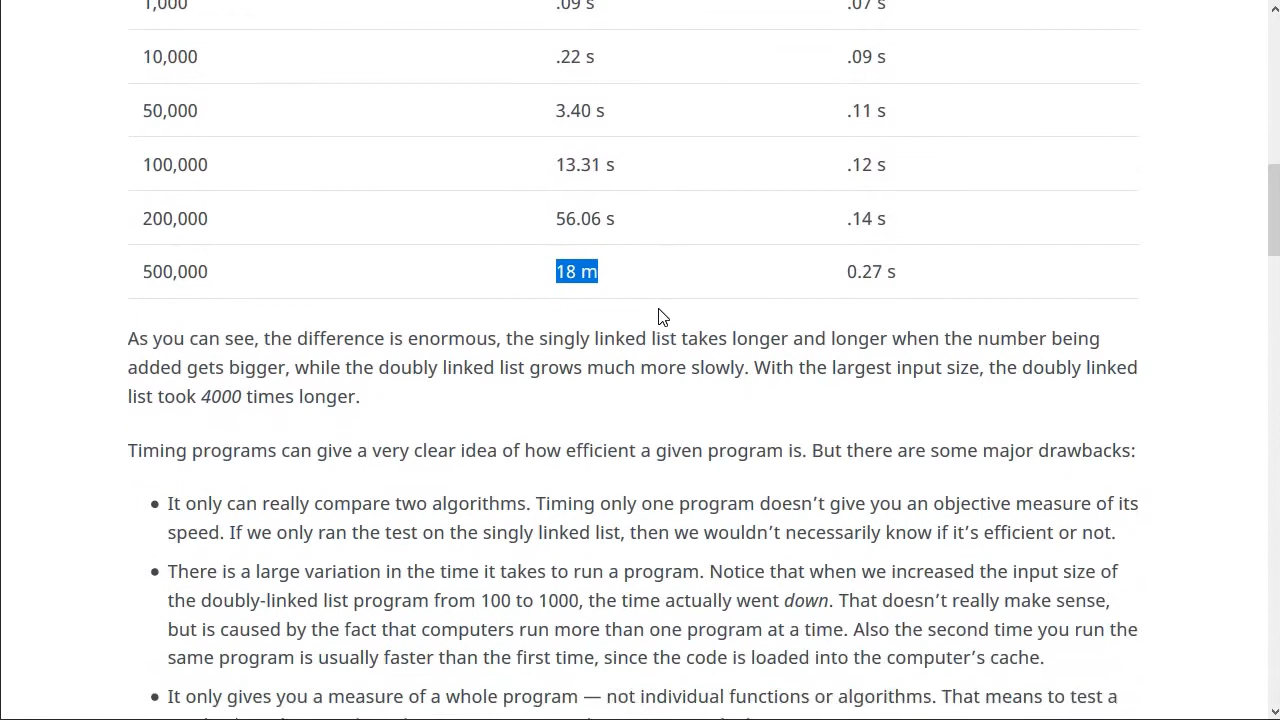 1,000 .09 s .07 s
10,000 .22 s .09 s
50,000 3.40 s .11 s
100,000 13.31 s .12 s
200,000 56.06 s .14 s
500,000 18 m 0.27 s
As you can see, the difference is enormous, the singly linked list takes longer and longer when the number being
added gets bigger, while the doubly linked list grows much more slowly. With the largest input size, the doubly linked
list took 4000 times longer.
Timing programs can give a very clear idea of how efficient a given program is. But there are some major drawbacks:
• It only can really compare two algorithms. Timing only one program doesn’t give you an objective measure of its
speed. If we only ran the test on the singly linked list, then we wouldn’t necessarily know if it’s efficient or not.
• There is a large variation in the time it takes to run a program. Notice that when we increased the input size of
the doubly-linked list program from 100 to 1000, the time actually went down. That doesn’t really make sense,
but is caused by the fact that computers run more than one program at a time. Also the second time you run the
same program is usually faster than the first time, since the code is loaded into the computer’s cache.
• It only gives you a measure of a whole program — not individual functions or algorithms. That means to test a